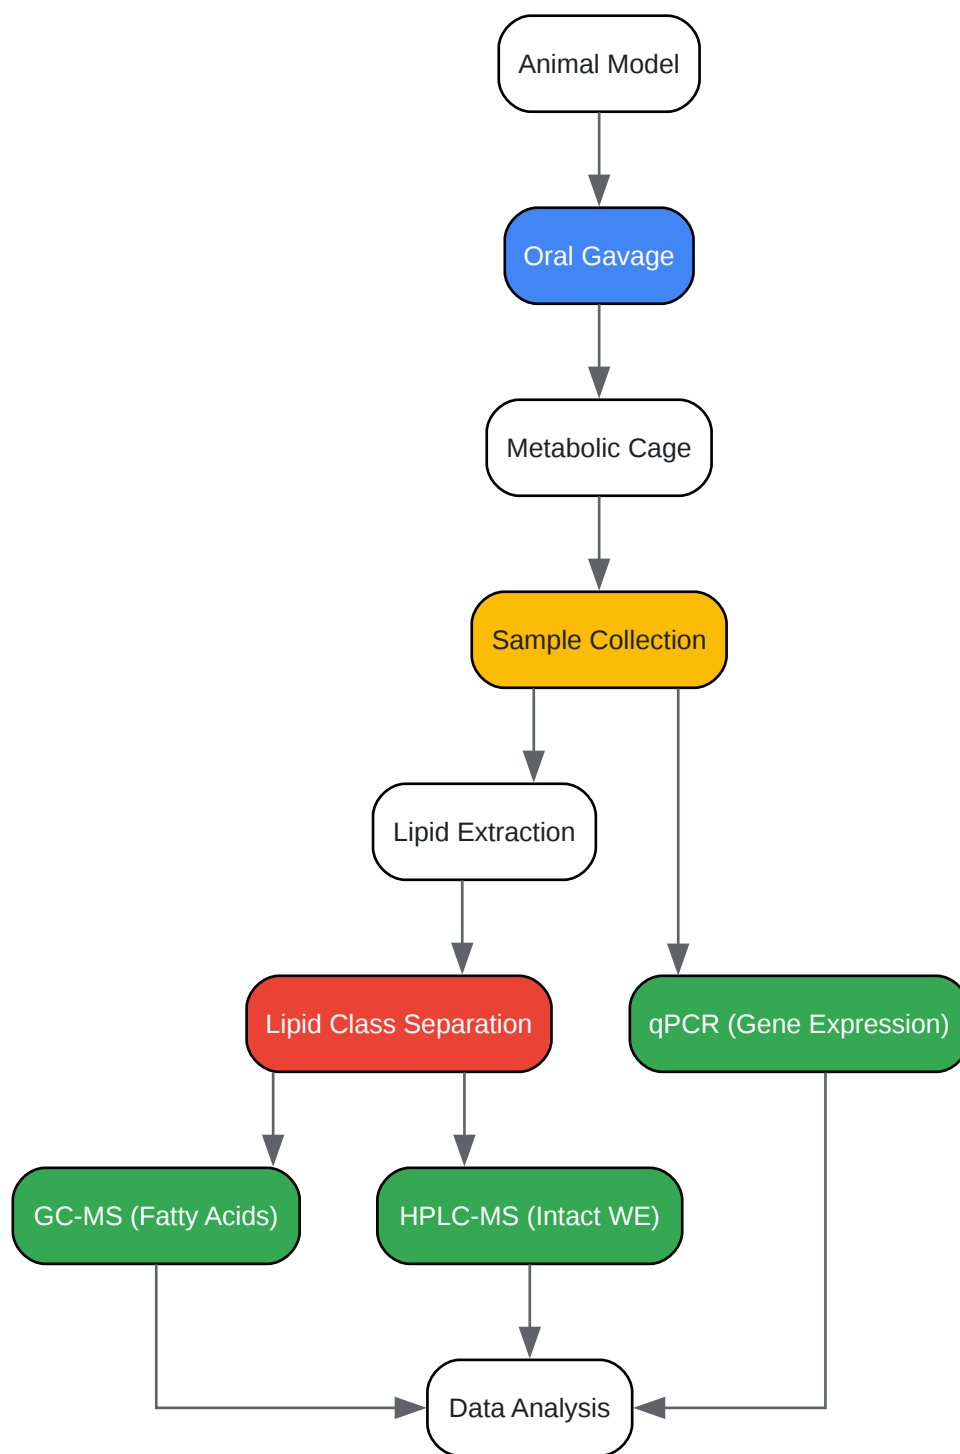 Animal Model
Oral Gavage
Metabolic Cage
Sample Collection
Lipid Extraction
Lipid Class Separation
qPCR (Gene Expression)
GC-MS (Fatty Acids)
HPLC-MS (Intact WE)
Data Analysis